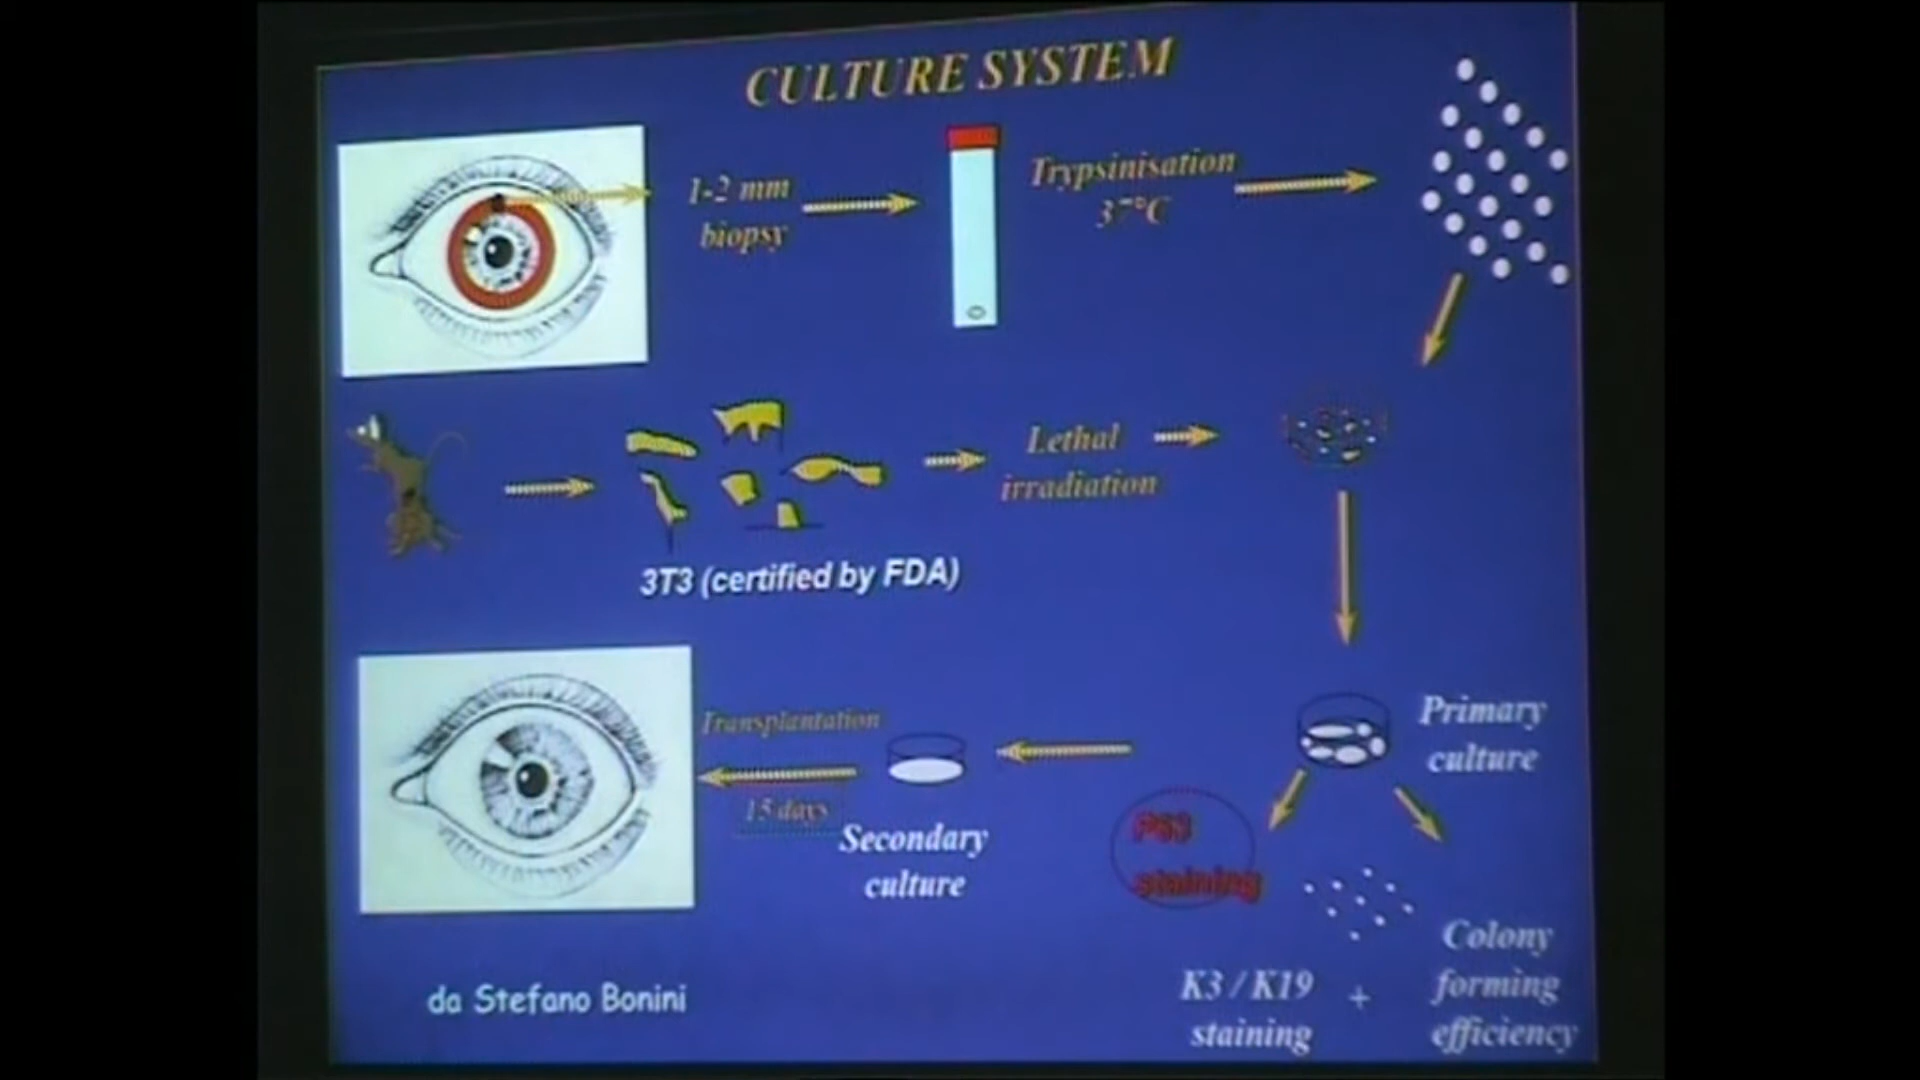 CULTURE SYSTEM
1-2 mm
biopsy
Trypsinisation
37°C
Lethal
irradiation
3T3 (certified by FDA)
Transplantation
15 days
Secondary
culture
Primary
culture
P63
staining
K3 / K19
staining
+
Colony
forming
efficiency
da Stefano Bonini